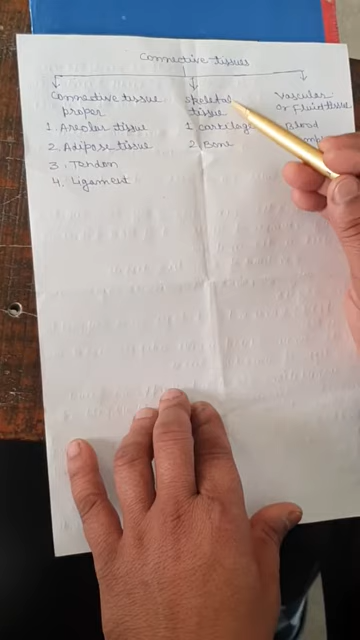 Connective tissues
Connective tissue
proper
1. Areolar tissue
2. Adipose tissue
3. Tendon
4. Ligament
Skeletal
tissue
1 Cartilage
2. Bone
Vascular
or Fluid tissue
Blood